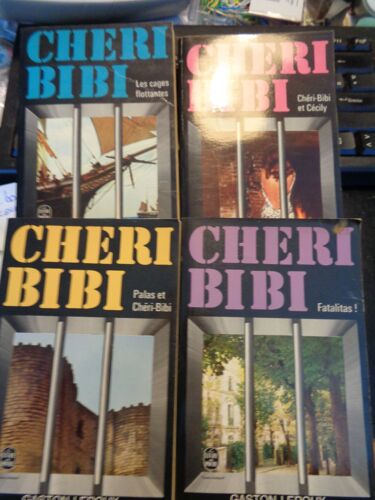 CHERI
BIBI
Les cages
flottantes
CHERI
BIBI
Chéri-Bibi
et Cécily
CHERI
BIBI
Palas et
Chéri-Bibi
GASTON LEROUX
CHERI
BIBI
Fatalitas !
GASTON LEROUX